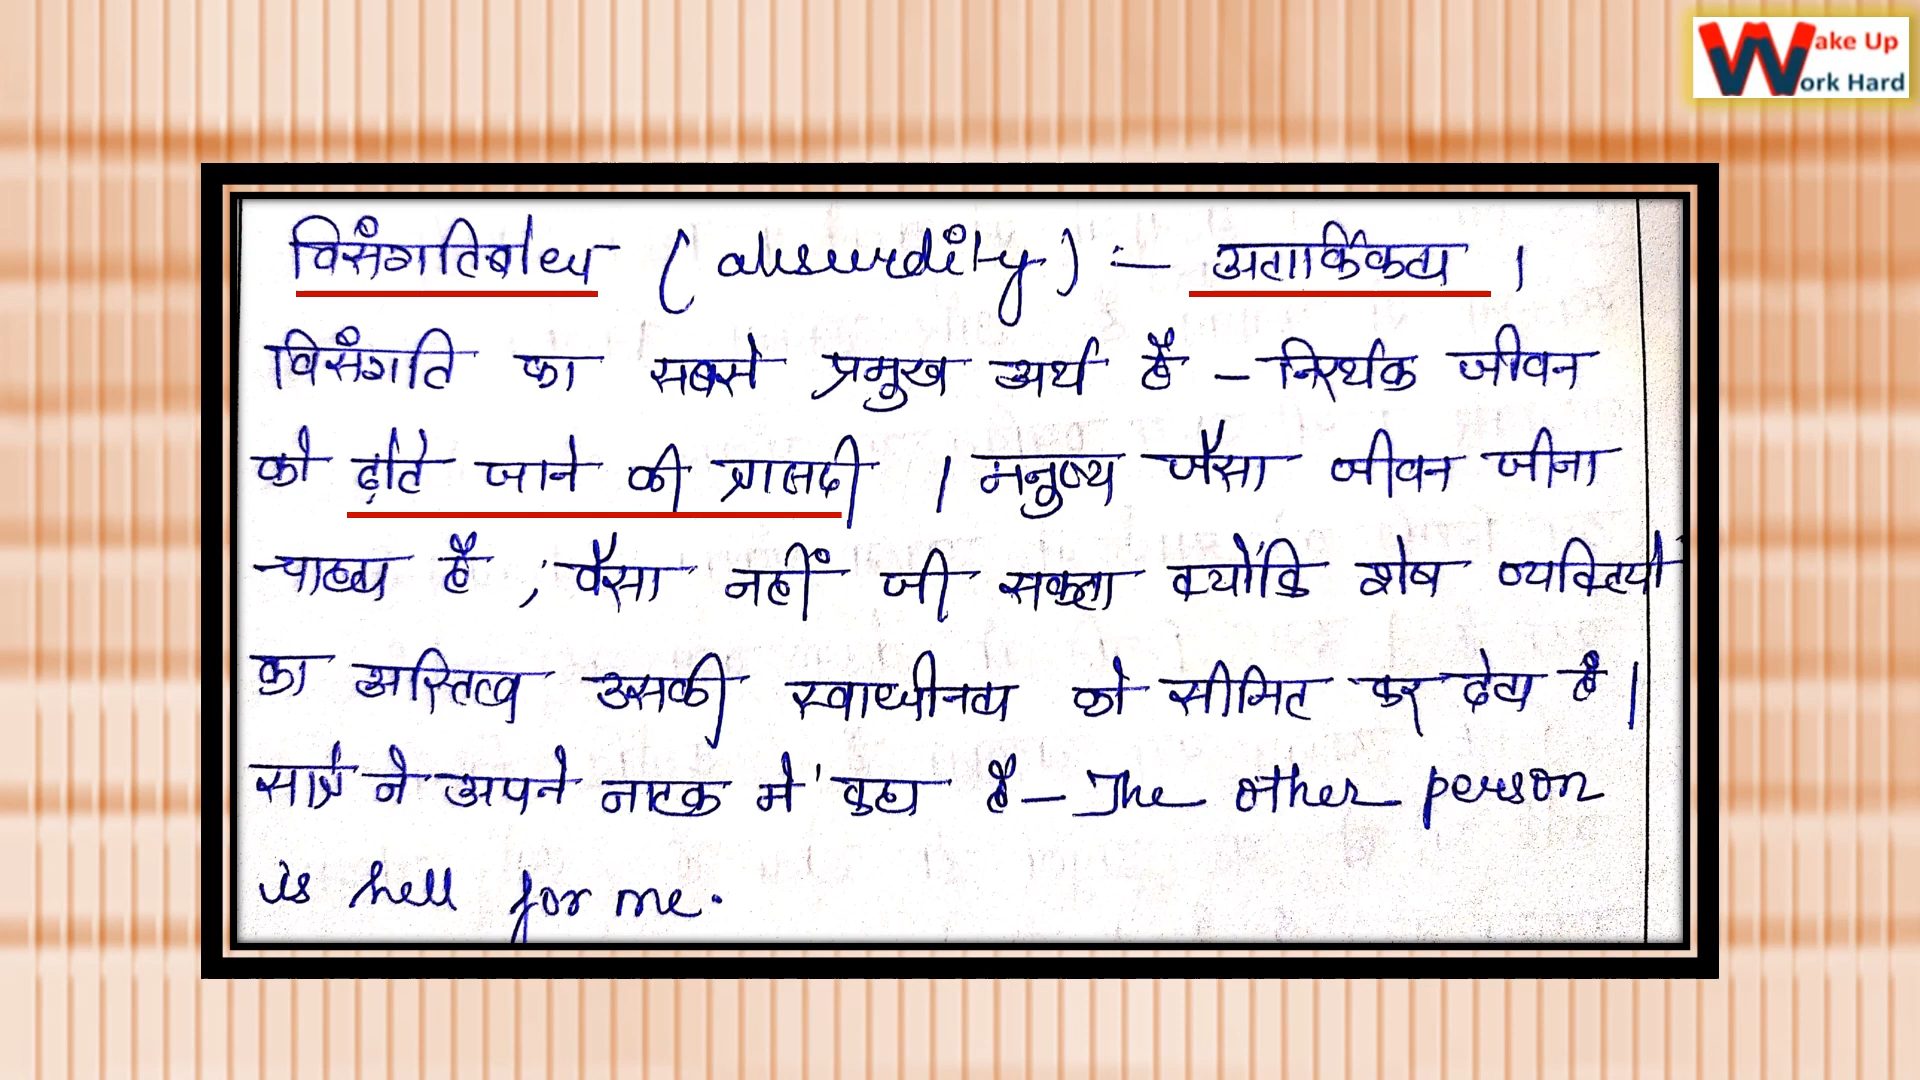 Wake Up
Work Hard
विसंगतिबोध (absurdity) :- अतार्किकता ।
विसंगति का सबसे प्रमुख अर्थ है - निरर्थक जीवन
को ढ़ोते जाने की त्रासदी । मनुष्य जैसा जीवन जीना
चाहता है , वैसा नहीं जी सकता क्योंकि शेष व्यक्तियों
का अस्तित्व उसकी स्वाधीनता को सीमित कर देता है ।
सार्त्र ने अपने नाटक में कहा है - The other person
is hell for me.